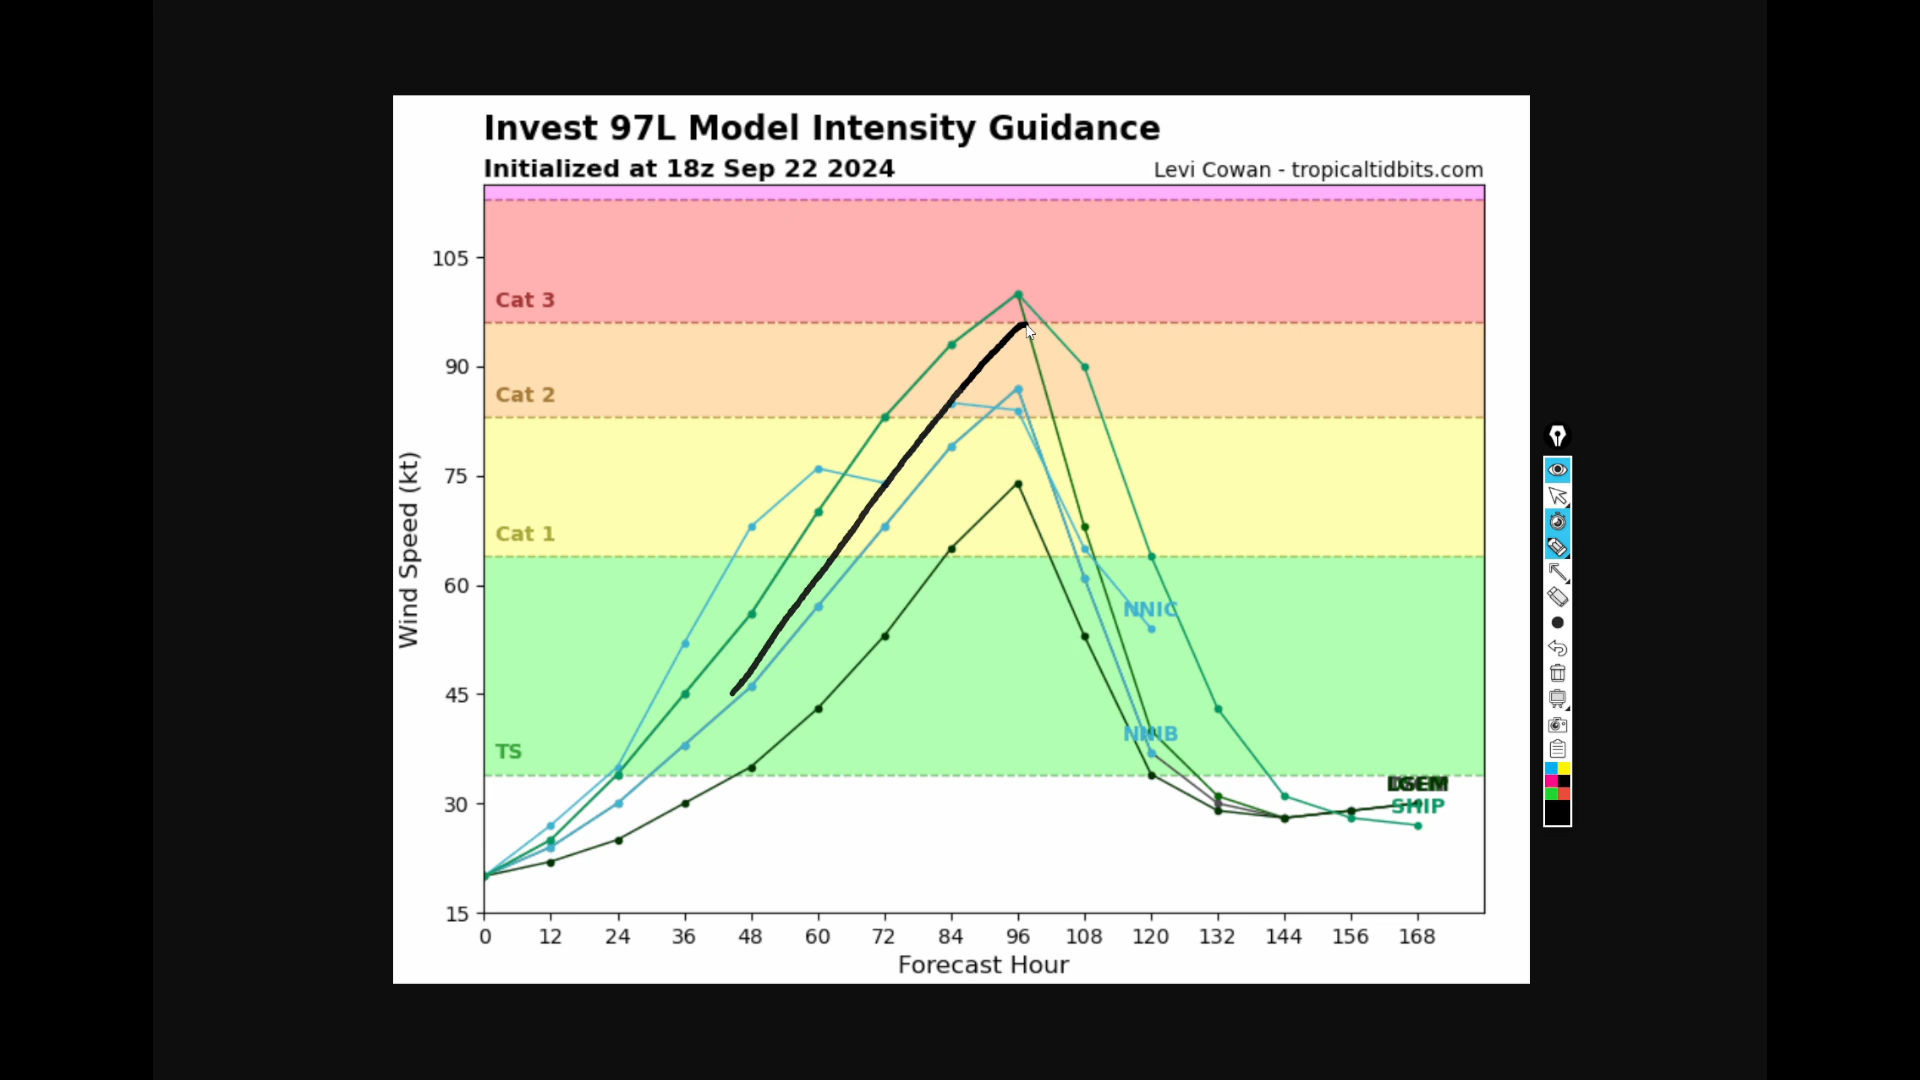 Invest 97L Model Intensity Guidance
Initialized at 18z Sep 22 2024
Levi Cowan - tropicaltidbits.com
105
90
75
60
45
30
15
Wind Speed (kt)
Cat 3
Cat 2
Cat 1
TS
NNIC
NNIB
SHIP
0 12 24 36 48 60 72 84 96 108 120 132 144 156 168
Forecast Hour